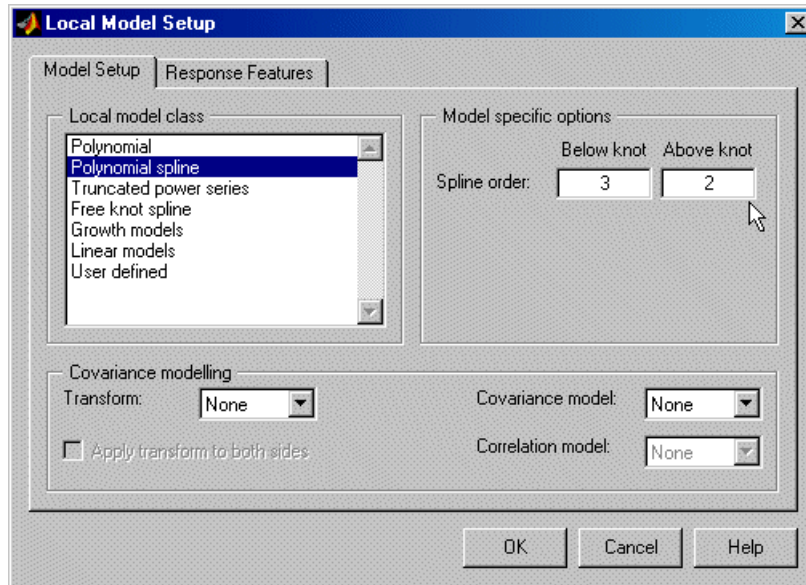 Local Model Setup
Model Setup
Response Features
Local model class
Polynomial
Polynomial spline
Truncated power series
Free knot spline
Growth models
Linear models
User defined
Model specific options
Below knot Above knot
Spline order: 3 2
Covariance modelling
Transform: None
Apply transform to both sides
Covariance model: None
Correlation model: None
OK Cancel Help